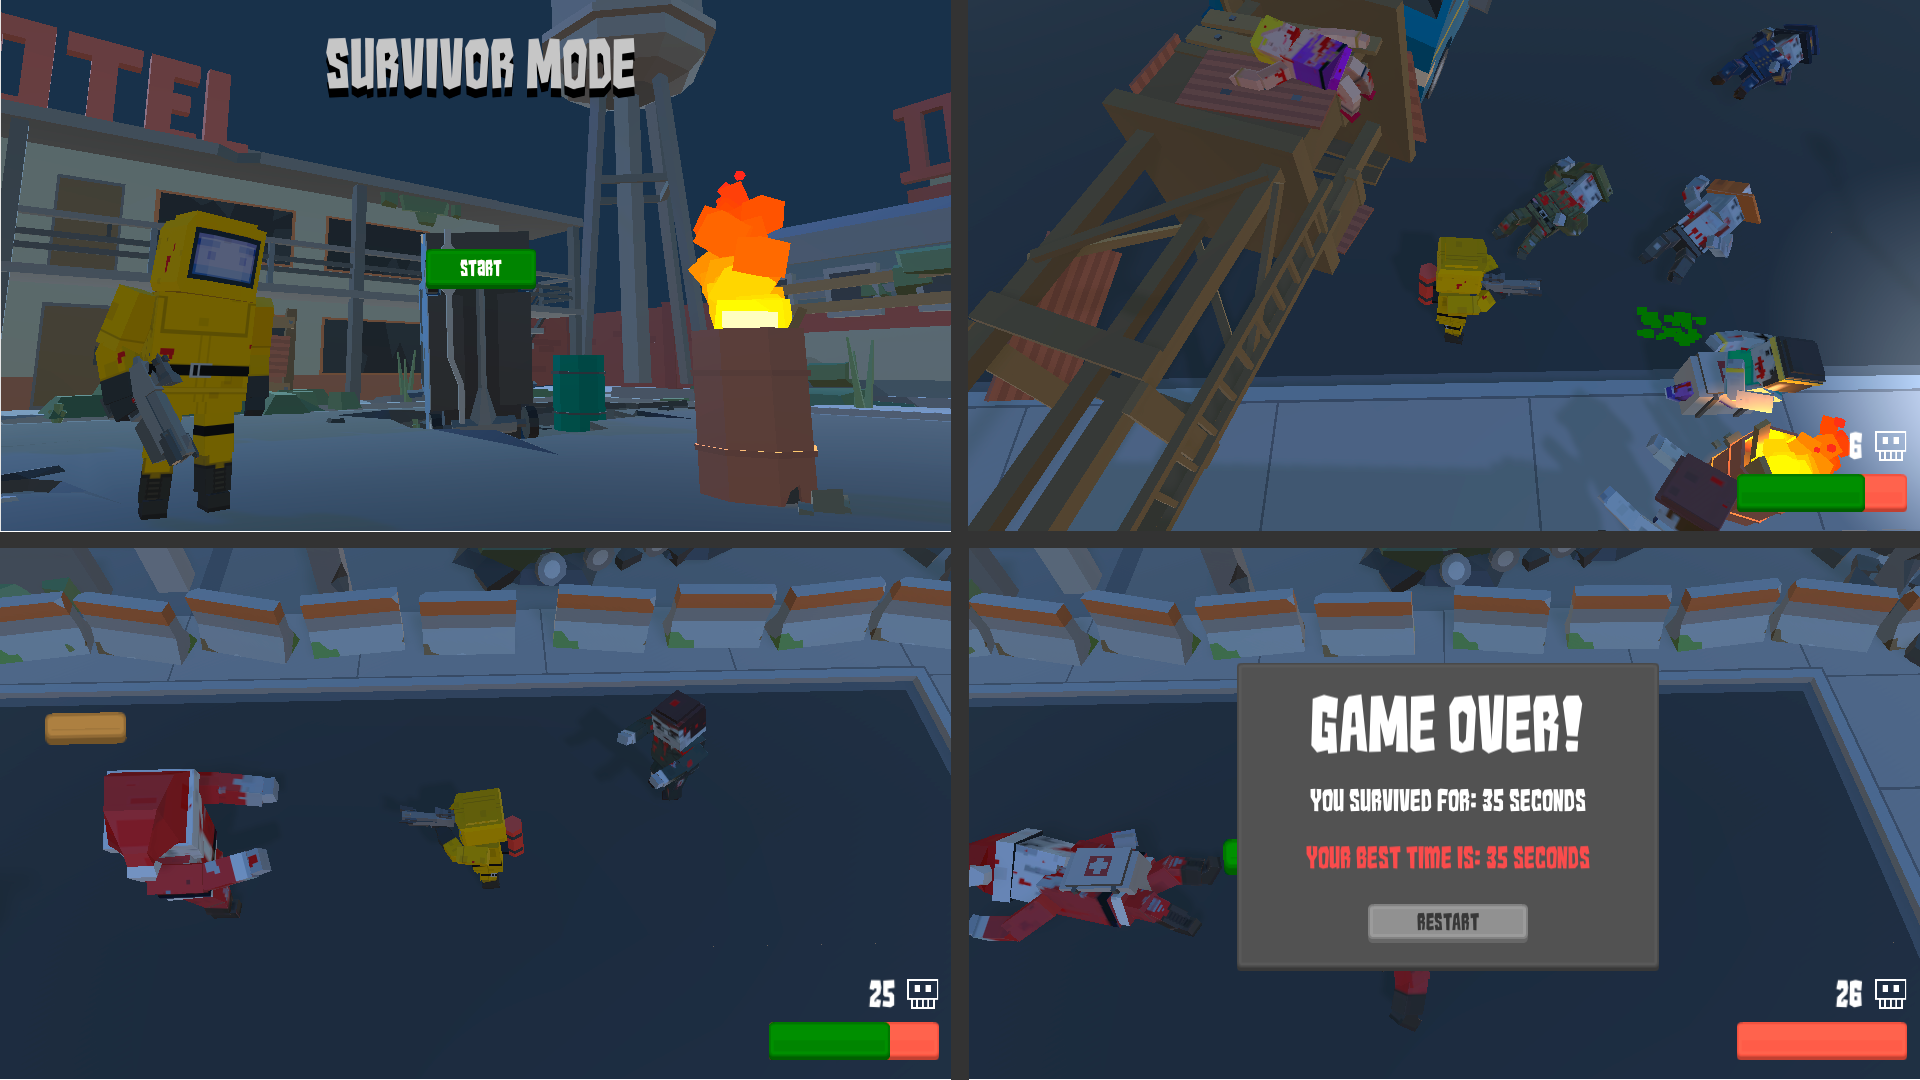 OTEL
SURVIVOR MODE
START
6
25
GAME OVER!
YOU SURVIVED FOR: 35 SECONDS
YOUR BEST TIME IS: 35 SECONDS
RESTART
26